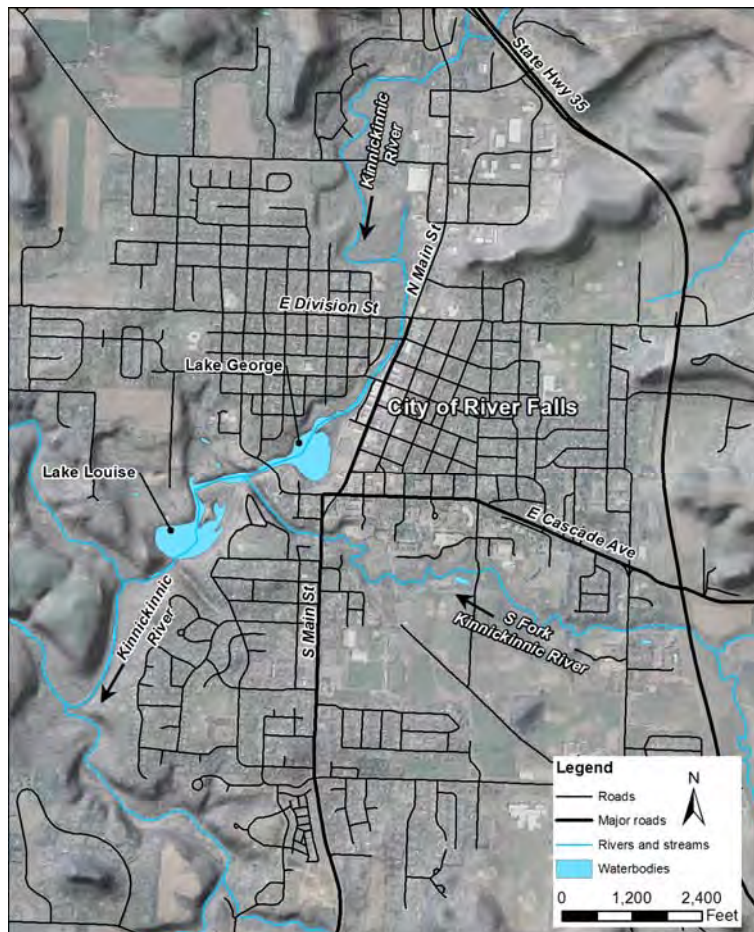 State Hwy 35
Kinnickinnic
River
N Main St
E Division St
Lake George
City of River Falls
Lake Louise
E Cascade Ave
Kinnickinnic
River
S Main St
S Fork
Kinnickinnic River
Legend
N
Roads
Major roads
Rivers and streams
Waterbodies
0 1,200 2,400
Feet